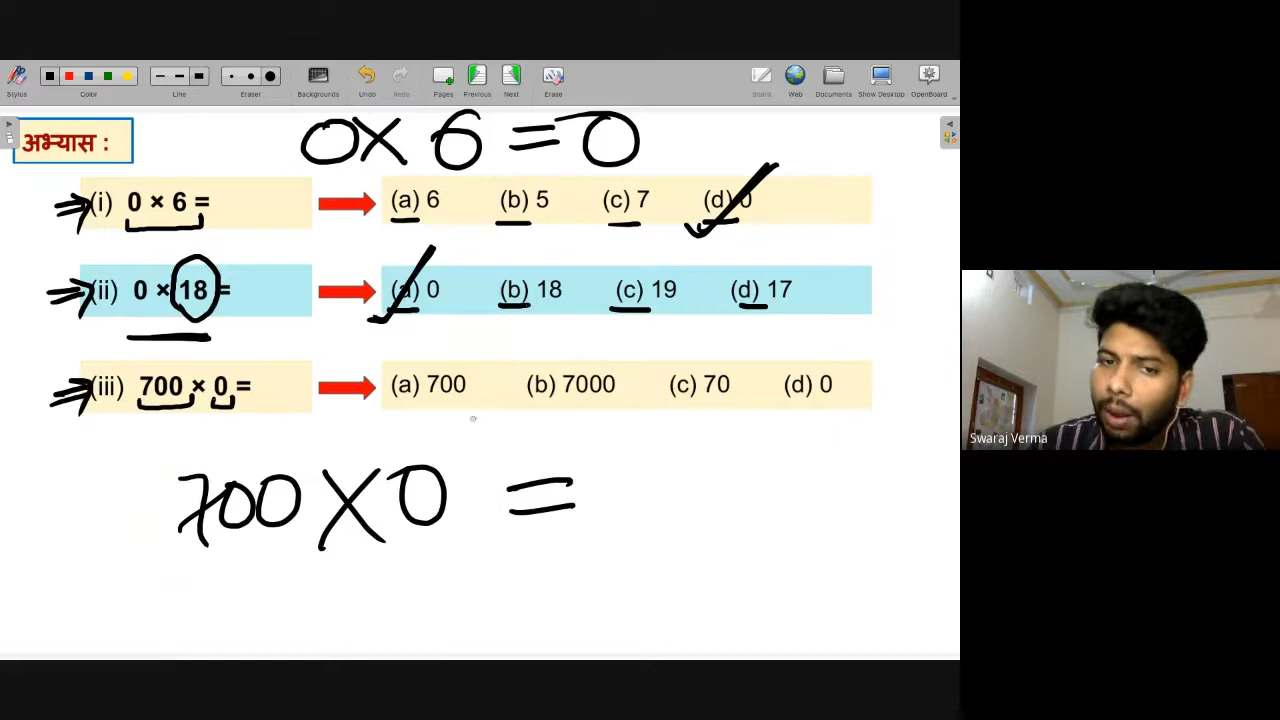 Stylus Color Line Eraser Backgrounds Undo Redo Pages Previous Next Erase Board Web Documents Show Desktop OpenBoard
अभ्यास :
0 × 6 = 0
(i) 0 × 6 = (a) 6 (b) 5 (c) 7 (d) 0
(ii) 0 × 18 = (a) 0 (b) 18 (c) 19 (d) 17
(iii) 700 × 0 = (a) 700 (b) 7000 (c) 70 (d) 0
Swaraj Verma
700 × 0 =